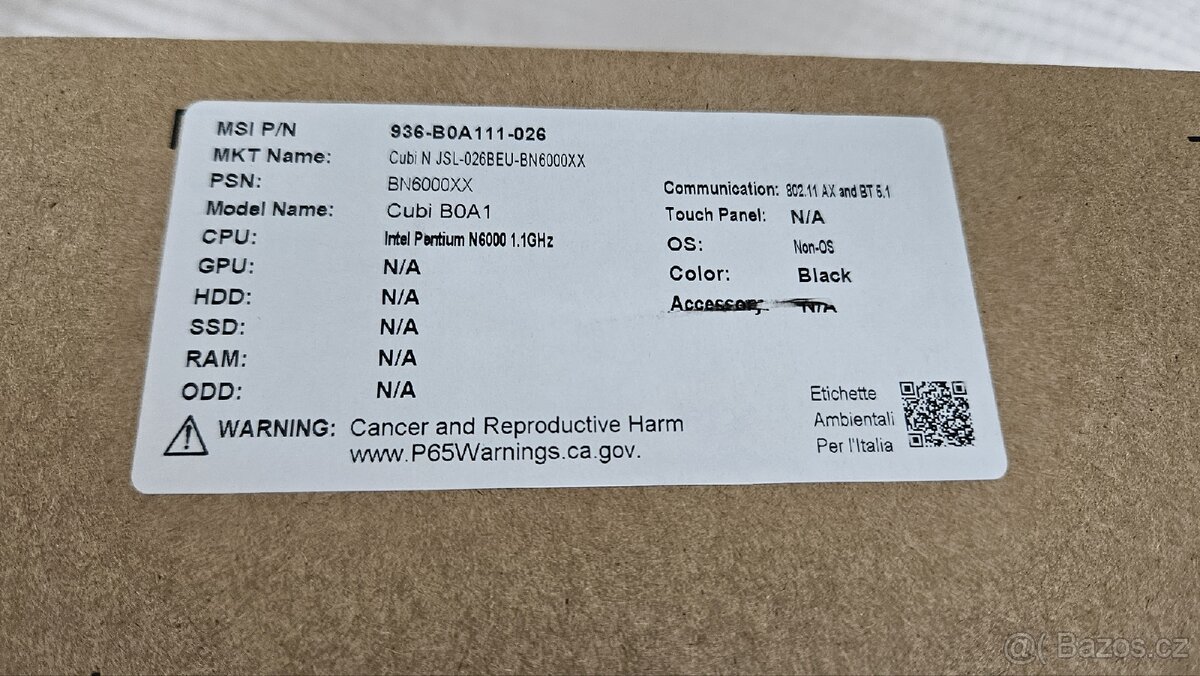 MSI P/N 936-B0A111-026
MKT Name: Cubi N JSL-026BEU-BN6000XX
PSN: BN6000XX
Model Name: Cubi B0A1
CPU: Intel Pentium N6000 1.1GHz
GPU: N/A
HDD: N/A
SSD: N/A
RAM: N/A
ODD: N/A
Communication: 802.11 AX and BT 5.1
Touch Panel: N/A
OS: Non-OS
Color: Black
Accessory: N/A
WARNING: Cancer and Reproductive Harm
www.P65Warnings.ca.gov.
Etichette
Ambientali
Per l'Italia
@( Bazos.cz